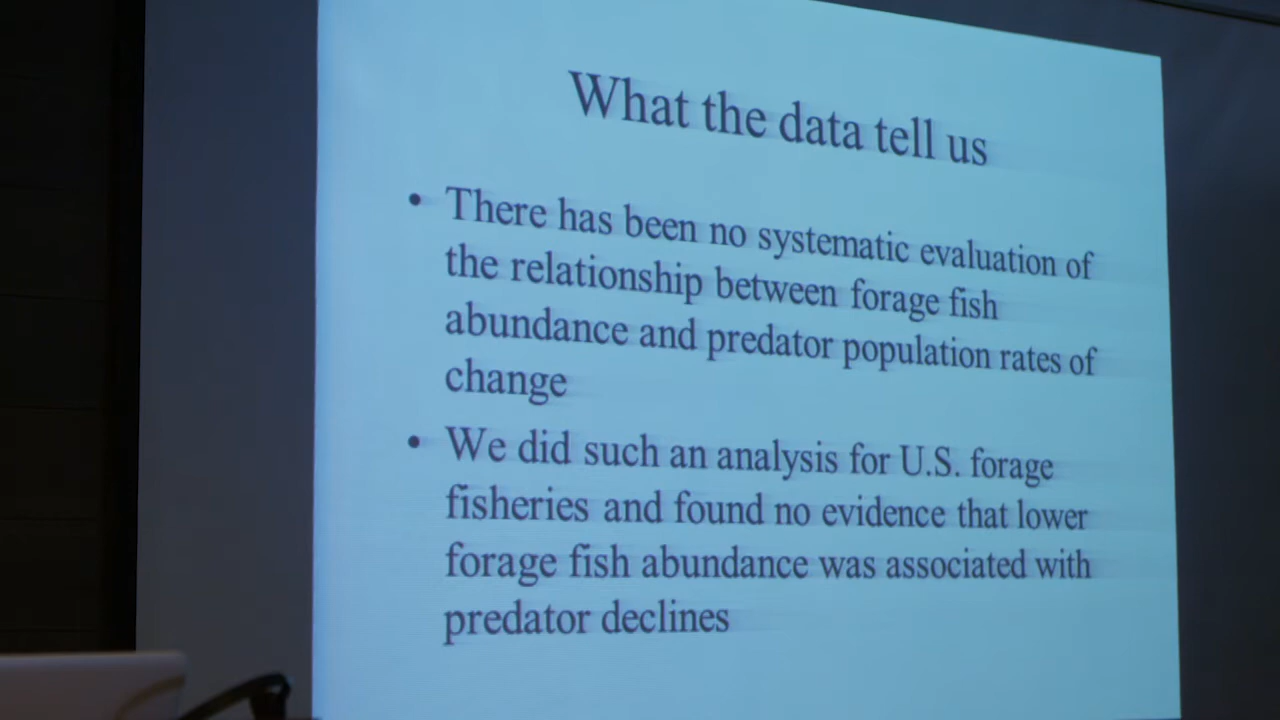 What the data tell us
• There has been no systematic evaluation of
the relationship between forage fish
abundance and predator population rates of
change
• We did such an analysis for U.S. forage
fisheries and found no evidence that lower
forage fish abundance was associated with
predator declines